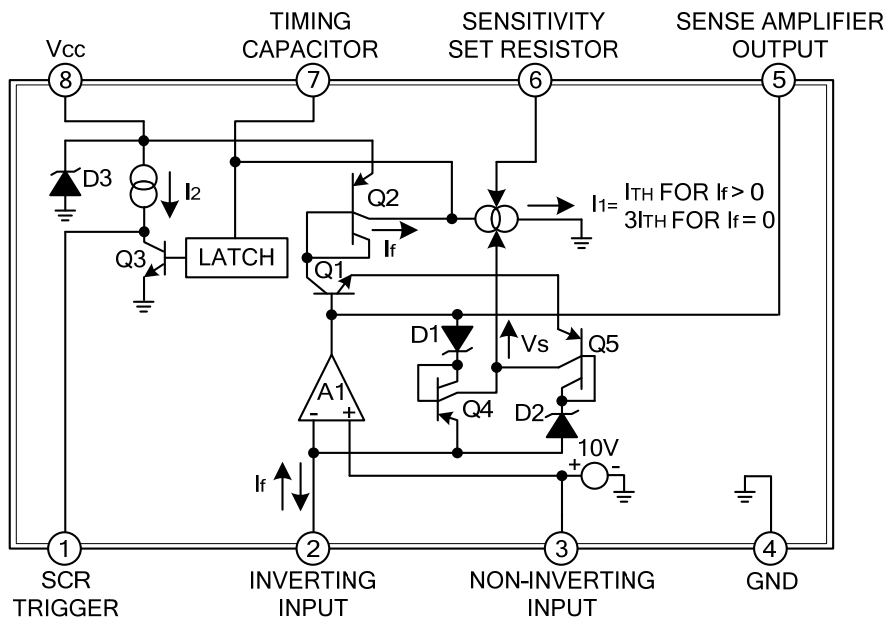 TIMING
CAPACITOR
SENSITIVITY
SET RESISTOR
SENSE AMPLIFIER
OUTPUT
Vcc
8
7
6
5
D3
I2
Q2
If
I1= ITH FOR If > 0
3ITH FOR If = 0
Q3
LATCH
Q1
D1
Vs
Q5
A1
- +
Q4
D2
10V
+ -
If
1
2
3
4
SCR
TRIGGER
INVERTING
INPUT
NON-INVERTING
INPUT
GND